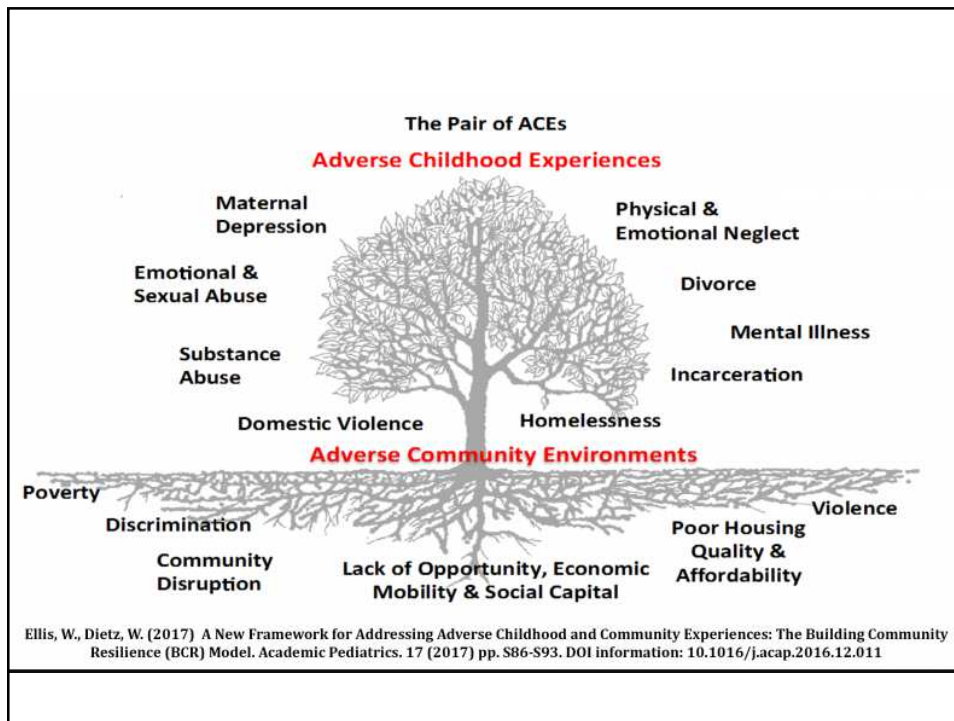 The Pair of ACEs
Adverse Childhood Experiences
Maternal
Depression
Physical &
Emotional Neglect
Emotional &
Sexual Abuse
Divorce
Mental Illness
Substance
Abuse
Incarceration
Domestic Violence
Homelessness
Adverse Community Environments
Poverty
Violence
Discrimination
Poor Housing
Quality &
Affordability
Community
Disruption
Lack of Opportunity, Economic
Mobility & Social Capital
Ellis, W., Dietz, W. (2017) A New Framework for Addressing Adverse Childhood and Community Experiences: The Building Community
Resilience (BCR) Model. Academic Pediatrics. 17 (2017) pp. S86-S93. DOI information: 10.1016/j.acap.2016.12.011